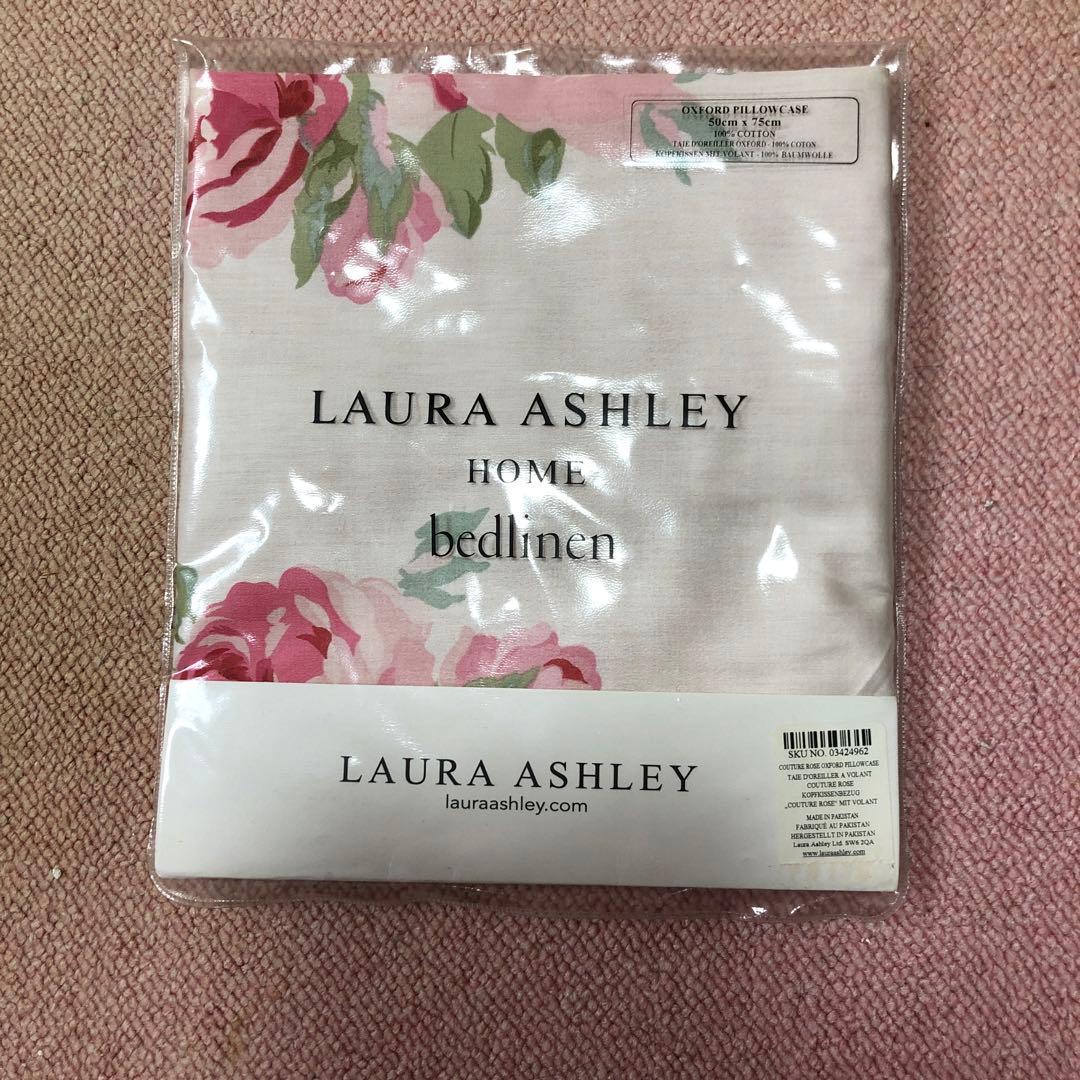 OXFORD PILLOWCASE
50cm x 75cm
100% COTTON
TAIE D'OREILLER OXFORD - 100% COTON
KOPFKISSEN MIT VOLANT - 100% BAUMWOLLE
LAURA ASHLEY
HOME
bedlinen
LAURA ASHLEY
lauraashley.com
SKU NO. 03424962
COUTURE ROSE OXFORD PILLOWCASE
TAIE D'OREILLER A VOLANT
COUTURE ROSE
KOPFKISSENBEZUG
„COUTURE ROSE“ MIT VOLANT
MADE IN PAKISTAN
FABRIQUÉ AU PAKISTAN
HERGESTELLT IN PAKISTAN
Laura Ashley Ltd. SW6 2QA
www.lauraashley.com